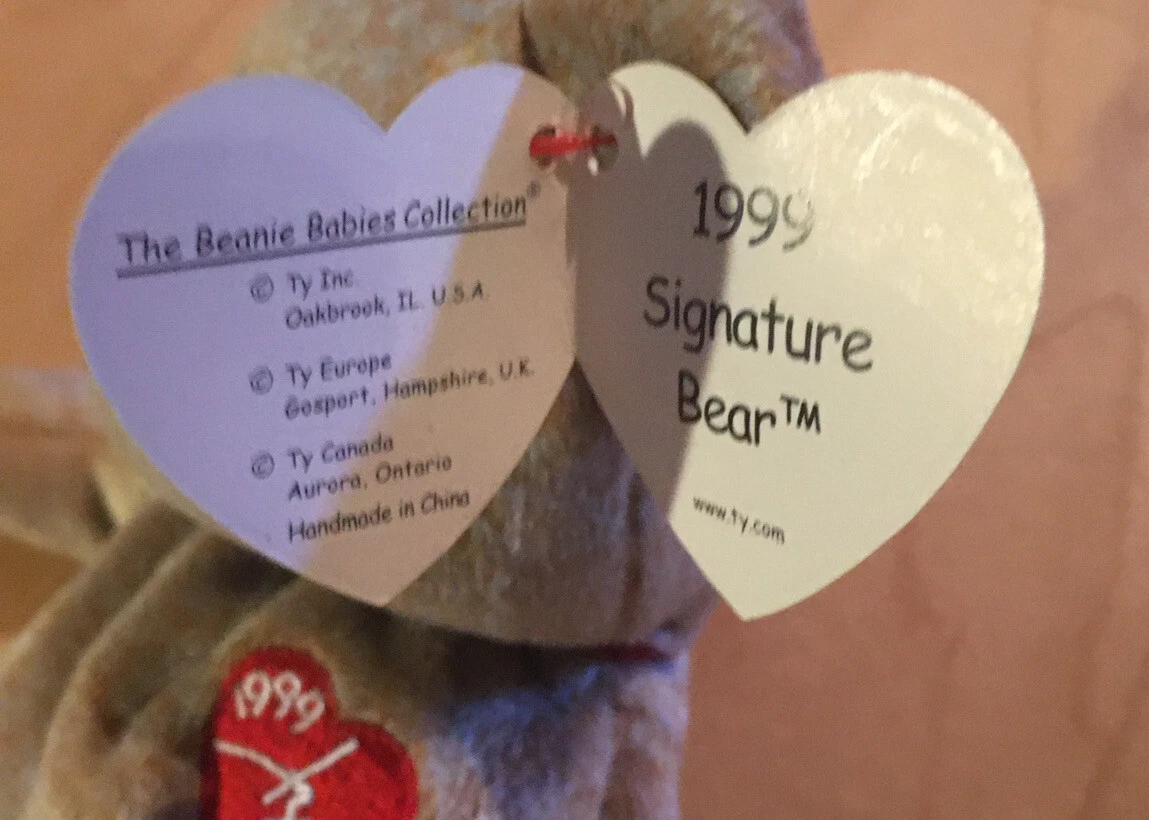 The Beanie Babies Collection®
© Ty Inc.
Oakbrook, IL. U.S.A.
© Ty Europe
Gosport, Hampshire, U.K.
© Ty Canada
Aurora, Ontario
Handmade in China
1999
Signature
Bear™
www.ty.com
1999